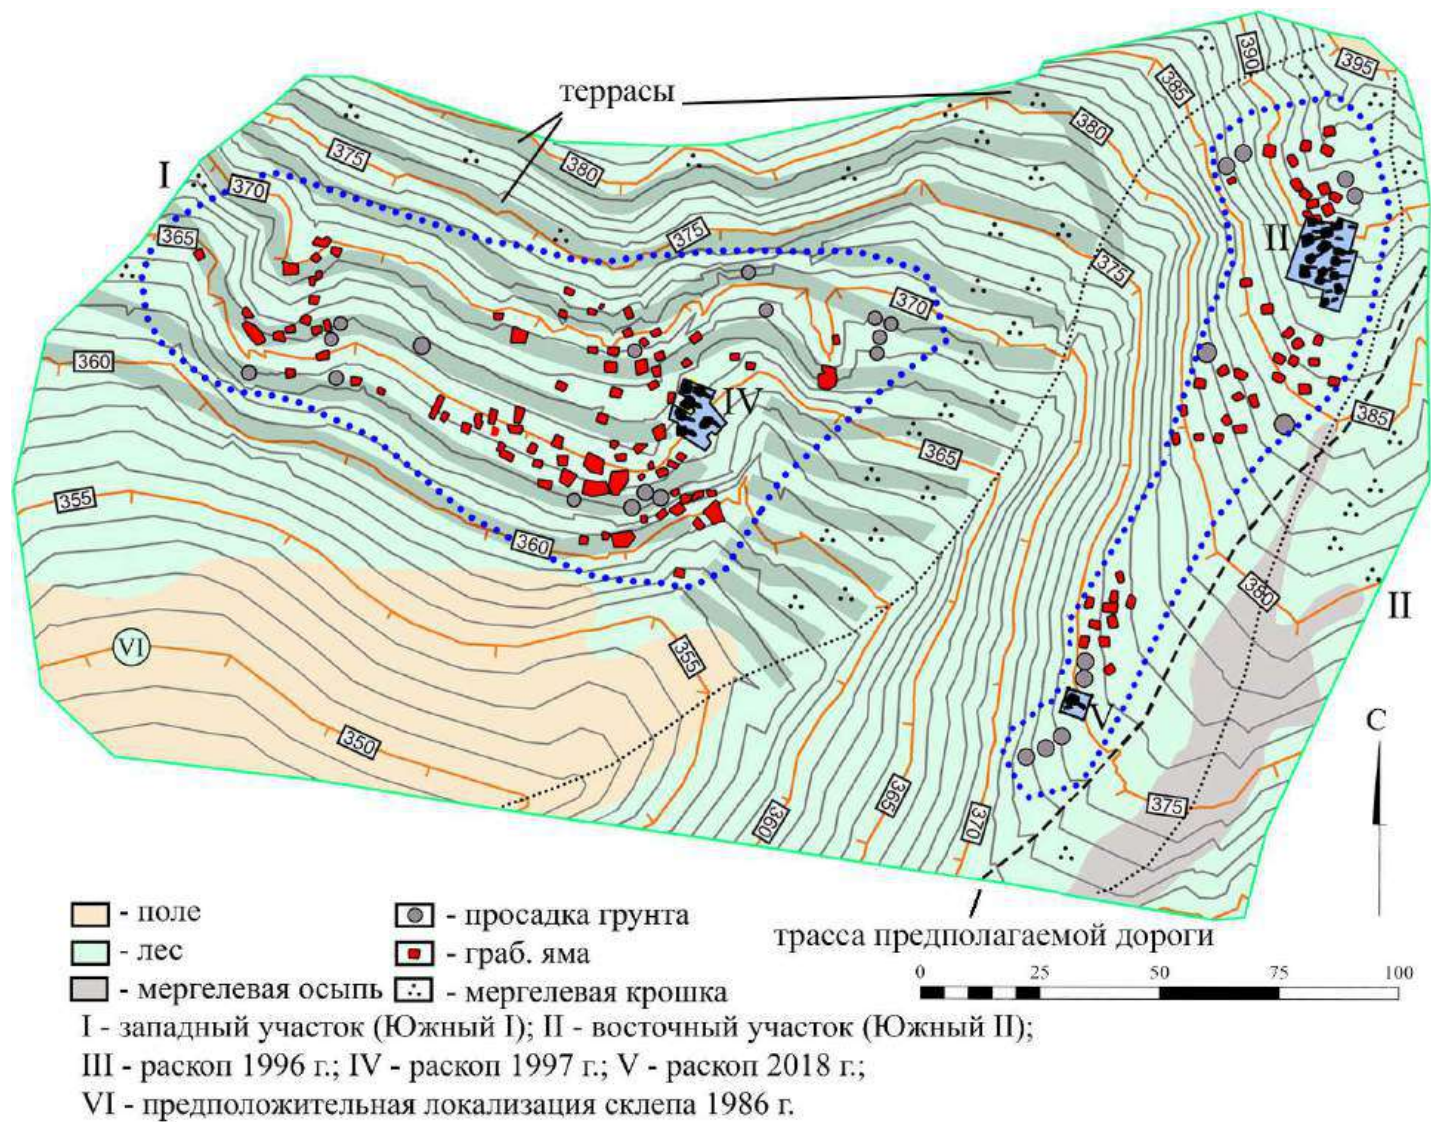 390
395
385
террасы
380
I
375
380
370
375
365
II
375
370
360
IV
385
365
355
360
380
II
VI
355
V
С
350
375
365
360
370
- поле
- просадка грунта
трасса предполагаемой дороги
- лес
- граб. яма
0 25 50 75 100
- мергелевая осыпь
- мергелевая крошка
I - западный участок (Южный I); II - восточный участок (Южный II);
III - раскоп 1996 г.; IV - раскоп 1997 г.; V - раскоп 2018 г.;
VI - предположительная локализация склепа 1986 г.